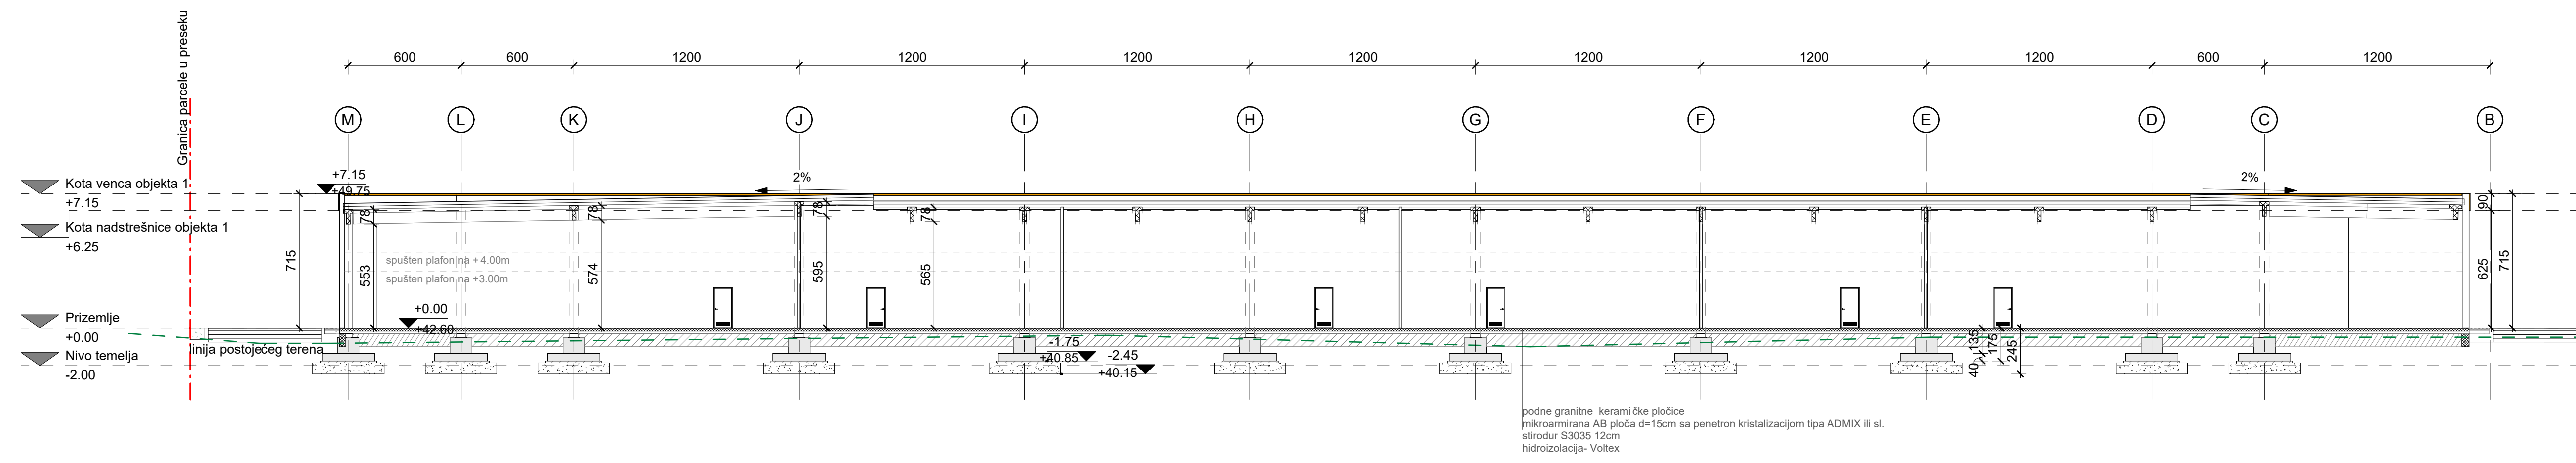 Granica parcele u preseku
600 600 1200 1200 1200 1200 1200 1200 1200 600 1200
M L K J I H G F E D C B
Kota venca objekta 1
+7.15
Kota nadstrešnice objekta 1
+6.25
Prizemlje
+0.00
Nivo temelja
-2.00
+7.15
+49.75
2%
2%
78 78 78 78
715 553 574 595 565
90
625 715
spušten plafon na + 4.00m
spušten plafon na +3.00m
+0.00
+42.60
linija postojećeg terena
-1.75
+40.85
-2.45
+40.15
135
40
175
245
podne granitne keramičke pločice
mikroarmirana AB ploča d=15cm sa penetron kristalizacijom tipa ADMIX ili sl.
stirodur S3035 12cm
hidroizolacija- Voltex